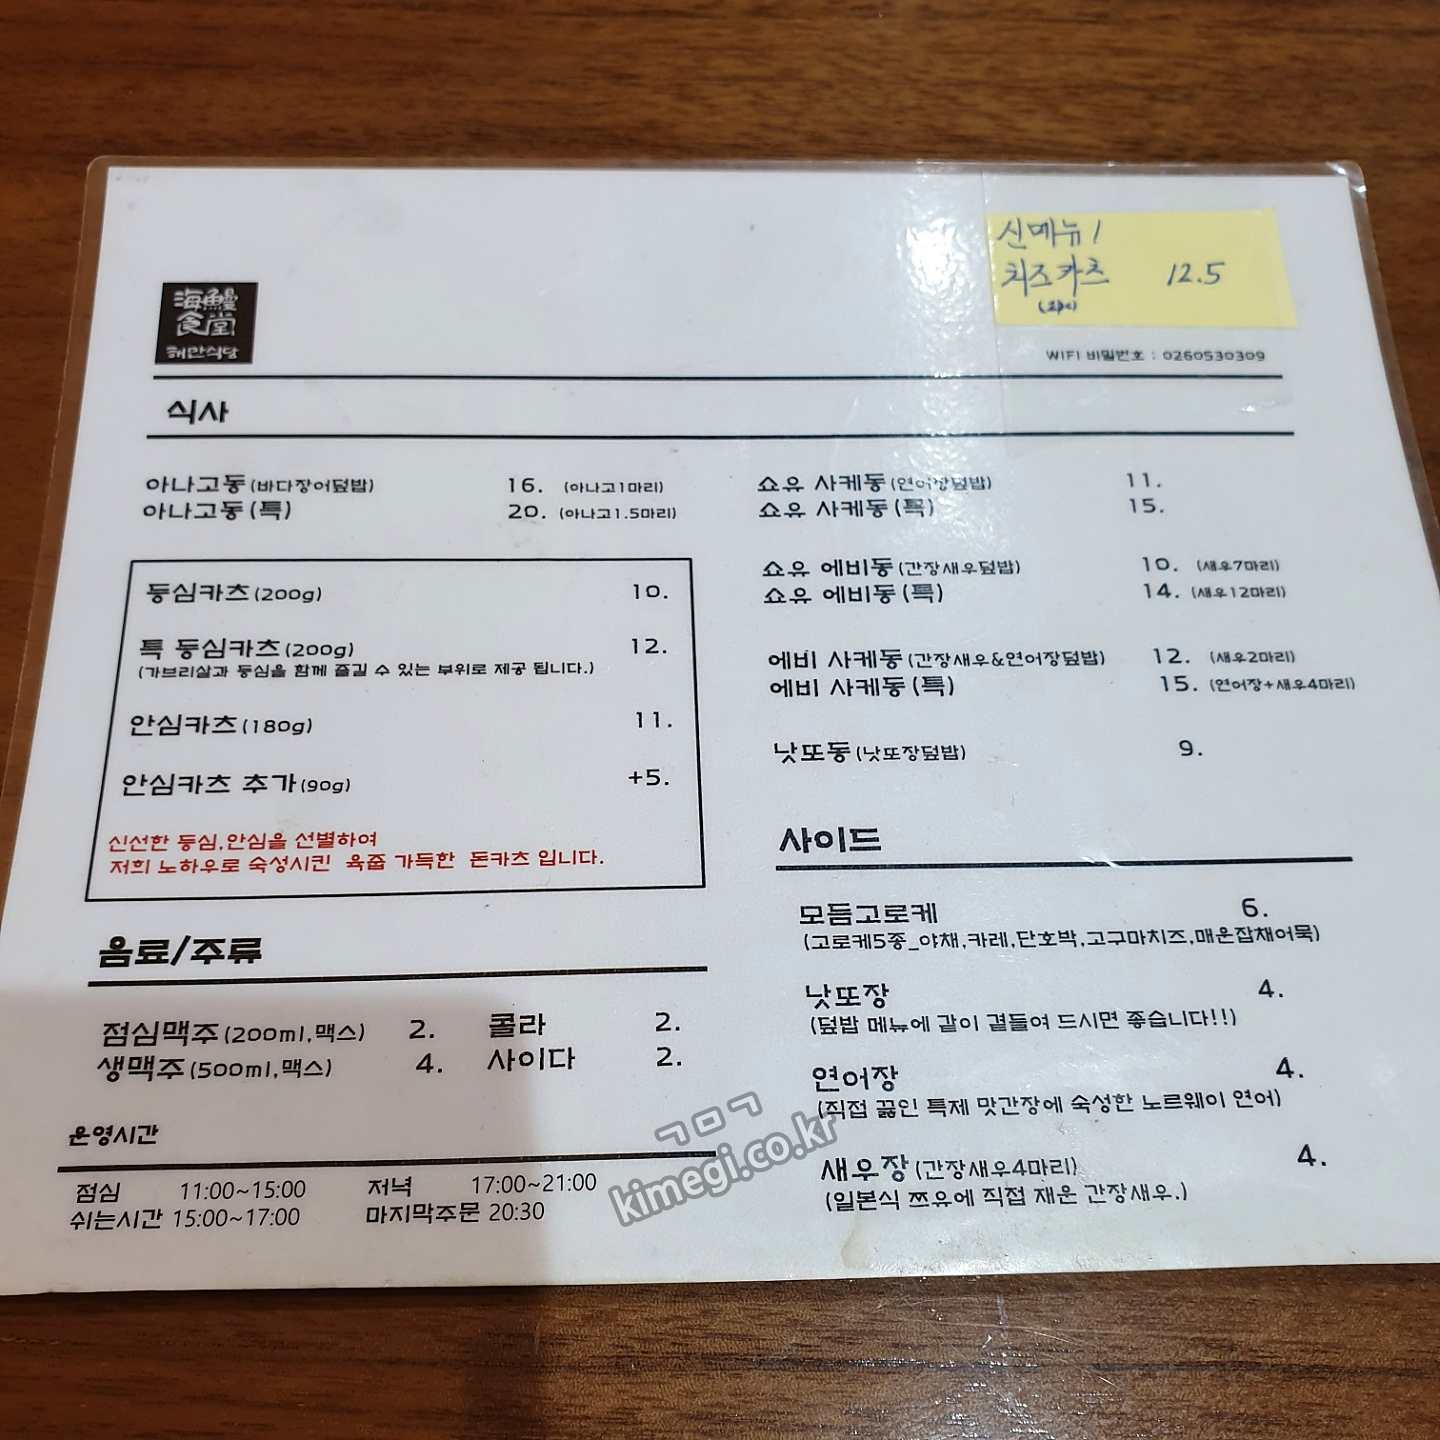 신메뉴!
치즈카츠 12.5
海鰻
食堂
해만식당
WIFI 비밀번호 : 0260530309
식사
아나고동(바다장어덮밥) 16. (아나고1마리)
아나고동(특) 20. (아나고1.5마리)
등심카츠(200g) 10.
특 등심카츠(200g) 12.
(가브리살과 등심을 함께 즐길 수 있는 부위로 제공 됩니다.)
안심카츠(180g) 11.
안심카츠 추가(90g) +5.
신선한 등심,안심을 선별하여
저희 노하우로 숙성시킨 육즙 가득한 돈카츠 입니다.
음료/주류
점심맥주(200ml,맥스) 2. 콜라 2.
생맥주(500ml,맥스) 4. 사이다 2.
운영시간
점심 11:00~15:00 저녁 17:00~21:00
쉬는시간 15:00~17:00 마지막주문 20:30
쇼유 사케동(연어장덮밥) 11.
쇼유 사케동(특) 15.
쇼유 에비동(간장새우덮밥) 10. (새우7마리)
쇼유 에비동(특) 14. (새우12마리)
에비 사케동(간장새우&연어장덮밥) 12. (새우2마리)
에비 사케동(특) 15. (연어장+새우4마리)
낫또동(낫또장덮밥) 9.
사이드
모듬고로케 6.
(고로케5종_야채,카레,단호박,고구마치즈,매운잡채어묵)
낫또장 4.
(덮밥 메뉴에 같이 곁들여 드시면 좋습니다!!)
연어장 4.
(직접 끓인 특제 맛간장에 숙성한 노르웨이 연어)
새우장(간장새우4마리) 4.
(일본식 쯔유에 직접 재운 간장새우.)
ㄱㅁㄱ
kimegi.co.kr